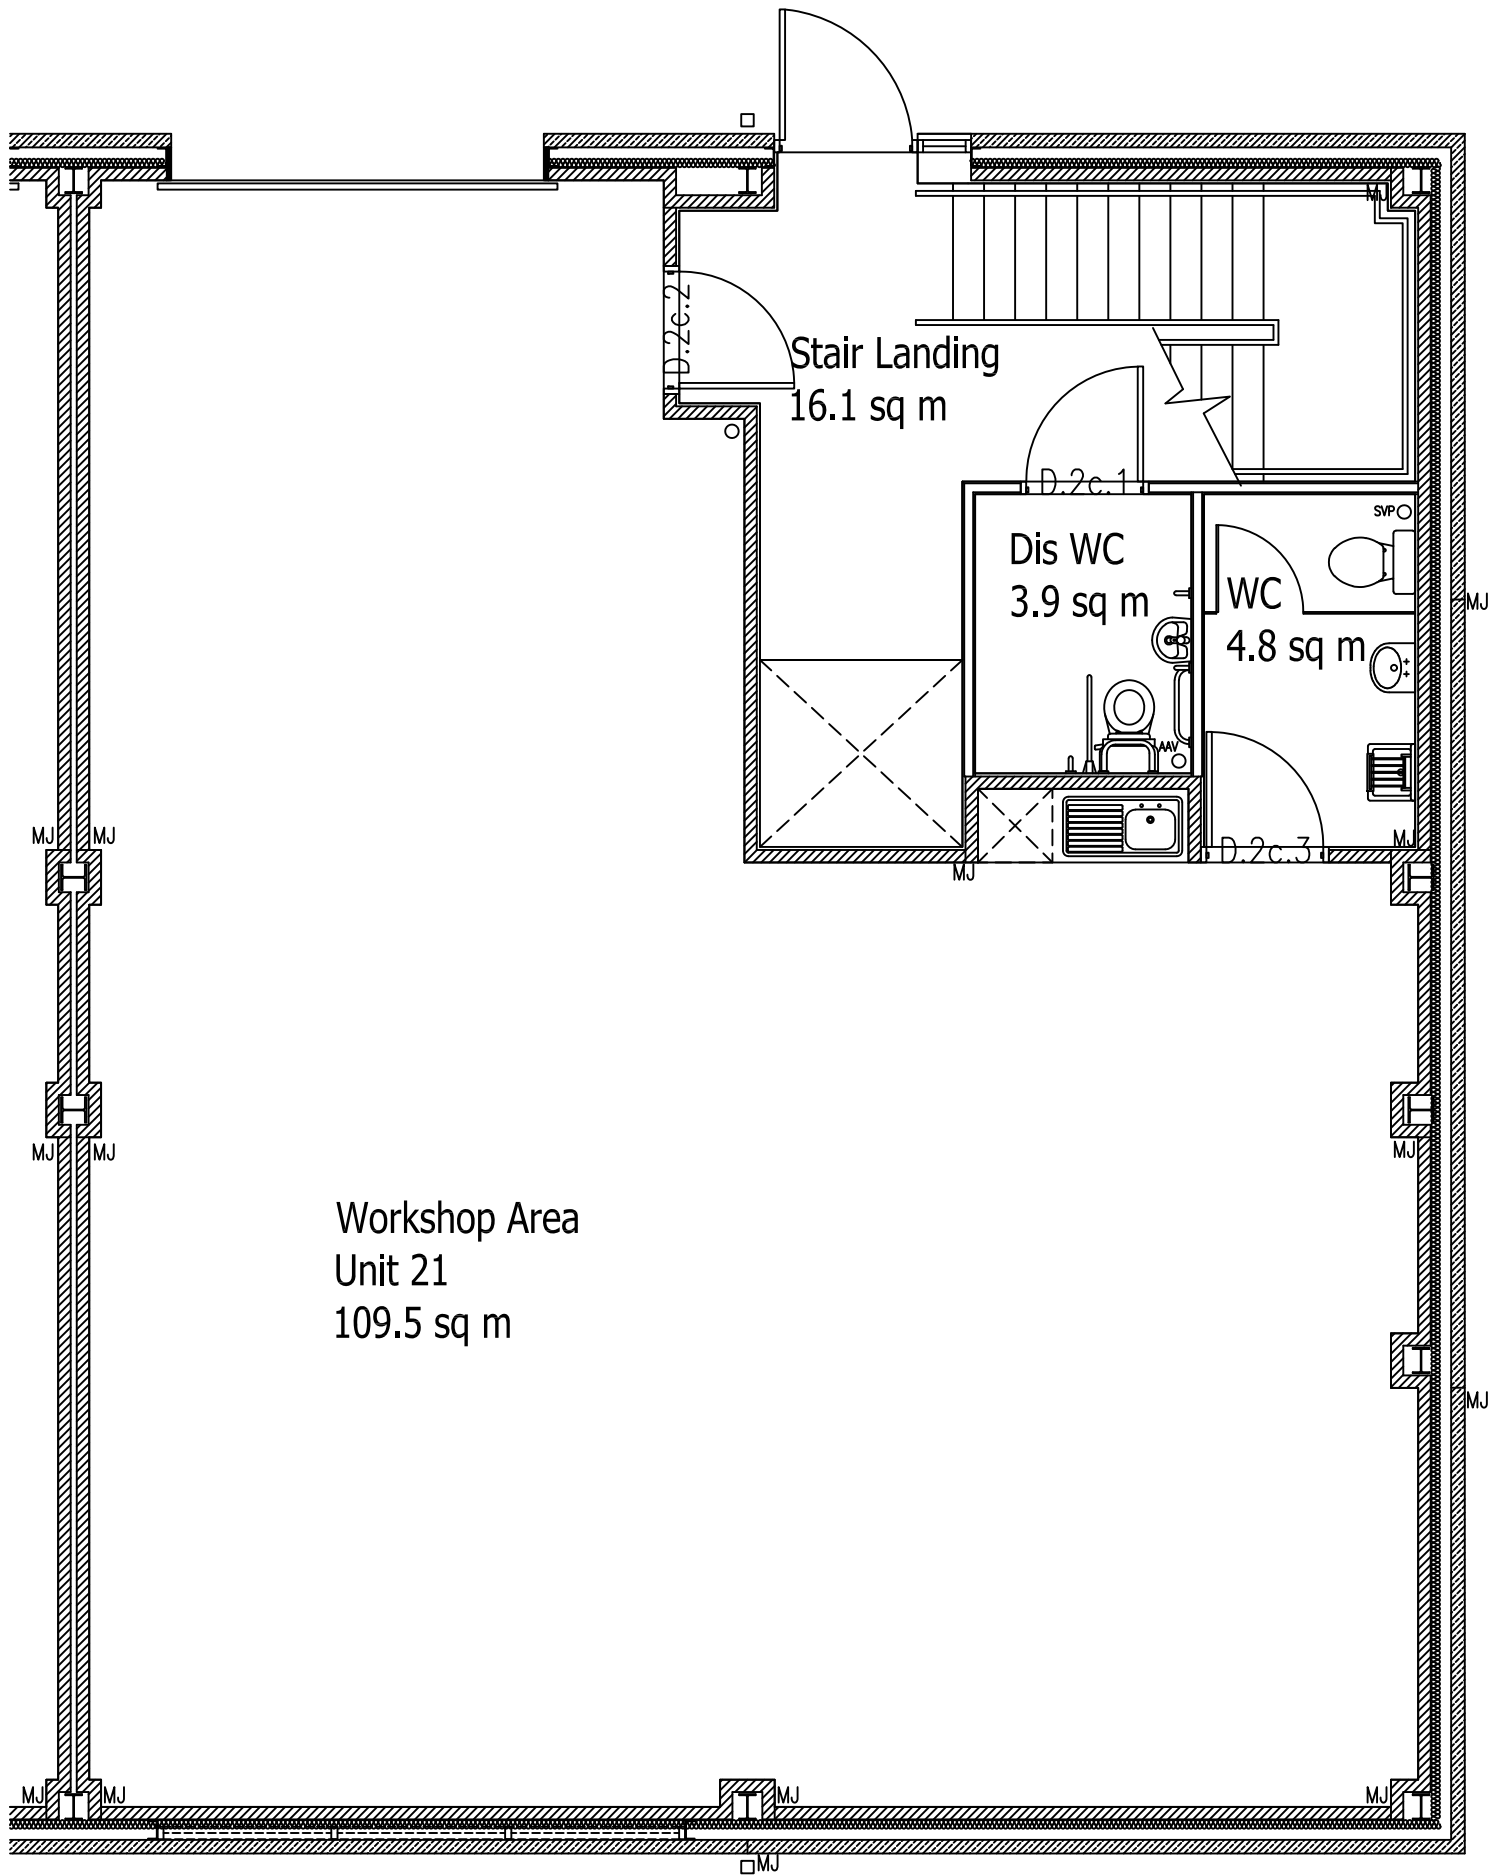 MJ
D.2c.2
Stair Landing
16.1 sq m
D.2c.1
SVP
Dis WC
3.9 sq m
WC
4.8 sq m
MJ
AAV
MJ MJ
MJ
D.2c.3
MJ
MJ MJ
MJ
Workshop Area
Unit 21
109.5 sq m
MJ
MJ MJ
MJ
MJ
MJ